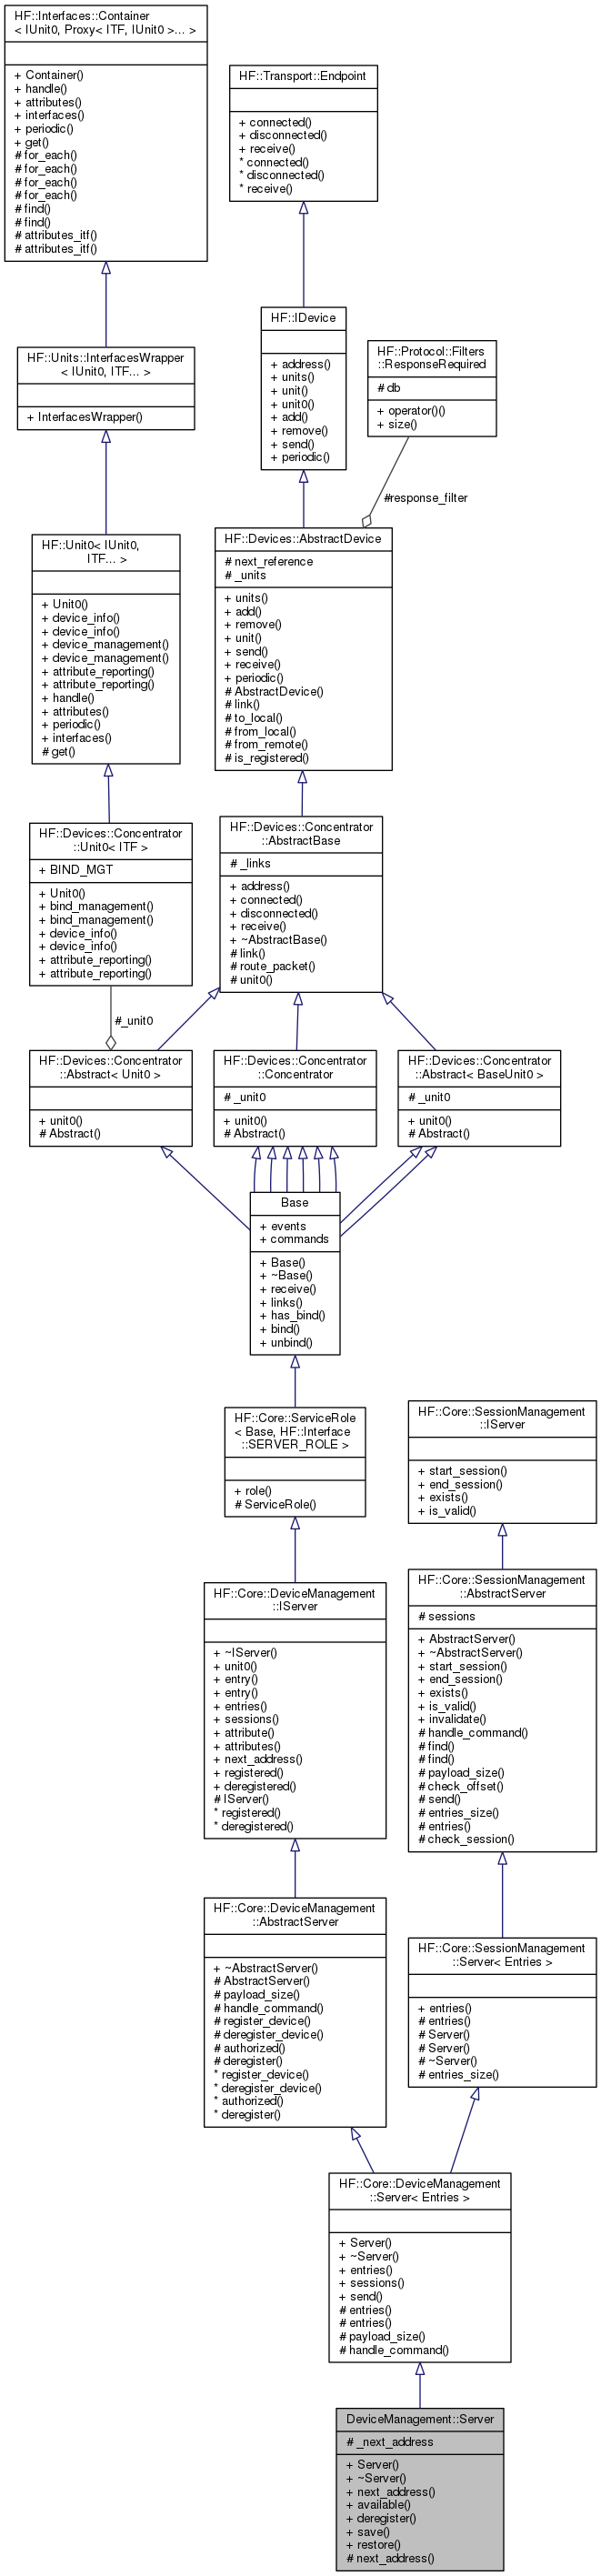 HF::Interfaces::Container
< IUnit0, Proxy< ITF, IUnit0 >... >
+ Container()
+ handle()
+ attributes()
+ interfaces()
+ periodic()
+ get()
# for_each()
# for_each()
# for_each()
# for_each()
# find()
# find()
# attributes_itf()
# attributes_itf()
HF::Transport::Endpoint
+ connected()
+ disconnected()
+ receive()
* connected()
* disconnected()
* receive()
HF::IDevice
+ address()
+ units()
+ unit()
+ unit0()
+ add()
+ remove()
+ send()
+ periodic()
HF::Protocol::Filters
::ResponseRequired
# db
+ operator()()
+ size()
HF::Units::InterfacesWrapper
< IUnit0, ITF... >
+ InterfacesWrapper()
#response_filter
HF::Unit0< IUnit0,
ITF... >
+ Unit0()
+ device_info()
+ device_info()
+ device_management()
+ device_management()
+ attribute_reporting()
+ attribute_reporting()
+ handle()
+ attributes()
+ periodic()
+ interfaces()
# get()
HF::Devices::AbstractDevice
# next_reference
# _units
+ units()
+ add()
+ remove()
+ unit()
+ send()
+ receive()
+ periodic()
# AbstractDevice()
# link()
# to_local()
# from_local()
# from_remote()
# is_registered()
HF::Devices::Concentrator
::Unit0< ITF >
+ BIND_MGT
+ Unit0()
+ bind_management()
+ bind_management()
+ device_info()
+ device_info()
+ attribute_reporting()
+ attribute_reporting()
HF::Devices::Concentrator
::AbstractBase
# _links
+ address()
+ connected()
+ disconnected()
+ receive()
+ ~AbstractBase()
# link()
# route_packet()
# unit0()
#_unit0
HF::Devices::Concentrator
::Abstract< Unit0 >
+ unit0()
# Abstract()
HF::Devices::Concentrator
::Concentrator
# _unit0
+ unit0()
# Abstract()
HF::Devices::Concentrator
::Abstract< BaseUnit0 >
# _unit0
+ unit0()
# Abstract()
Base
+ events
+ commands
+ Base()
+ ~Base()
+ receive()
+ links()
+ has_bind()
+ bind()
+ unbind()
HF::Core::ServiceRole
< Base, HF::Interface
::SERVER_ROLE >
+ role()
# ServiceRole()
HF::Core::SessionManagement
::IServer
+ start_session()
+ end_session()
+ exists()
+ is_valid()
HF::Core::DeviceManagement
::IServer
+ ~IServer()
+ unit0()
+ entry()
+ entry()
+ entries()
+ sessions()
+ attribute()
+ attributes()
+ next_address()
+ registered()
+ deregistered()
# IServer()
* registered()
* deregistered()
HF::Core::SessionManagement
::AbstractServer
# sessions
+ AbstractServer()
+ ~AbstractServer()
+ start_session()
+ end_session()
+ exists()
+ is_valid()
+ invalidate()
# handle_command()
# find()
# find()
# payload_size()
# check_offset()
# send()
# entries_size()
# entries()
# check_session()
HF::Core::DeviceManagement
::AbstractServer
+ ~AbstractServer()
# AbstractServer()
# payload_size()
# handle_command()
# register_device()
# deregister_device()
# authorized()
# deregister()
* register_device()
* deregister_device()
* authorized()
* deregister()
HF::Core::SessionManagement
::Server< Entries >
+ entries()
# entries()
# Server()
# Server()
# ~Server()
# entries_size()
HF::Core::DeviceManagement
::Server< Entries >
+ Server()
+ ~Server()
+ entries()
+ sessions()
+ send()
# entries()
# entries()
# payload_size()
# handle_command()
DeviceManagement::Server
# _next_address
+ Server()
+ ~Server()
+ next_address()
+ available()
+ deregister()
+ save()
+ restore()
# next_address()